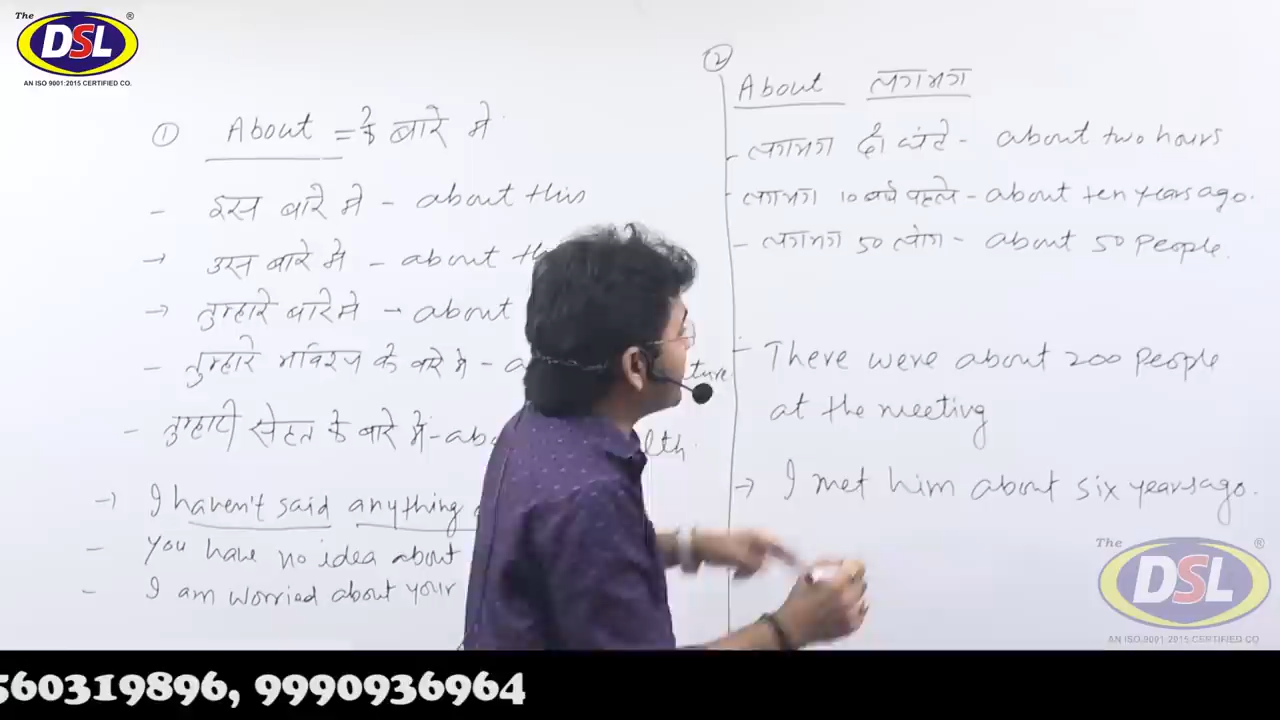 The DSL ®
AN ISO 9001:2015 CERTIFIED CO.
① About = के बारे मे
- इस बारे मे - about this
→ उस बारे मे - about th
→ तुम्हारे बारे मे - about
- तुम्हारे भविश्य के बारे मे - a ture
- तुम्हारी सेहत के बारे में - abo lth.
→ I haven't said anything a
- You have no idea about
- I am worried about your
② About लगभग
- लगभग दो घंटे - about two hours
- लगभग 10 वर्ष पहले - about ten years ago.
- लगभग 50 लोग - about 50 People.
- There were about 200 people
at the meeting
→ I met him about six years ago.
The DSL ®
AN ISO 9001:2015 CERTIFIED CO
560319896, 9990936964